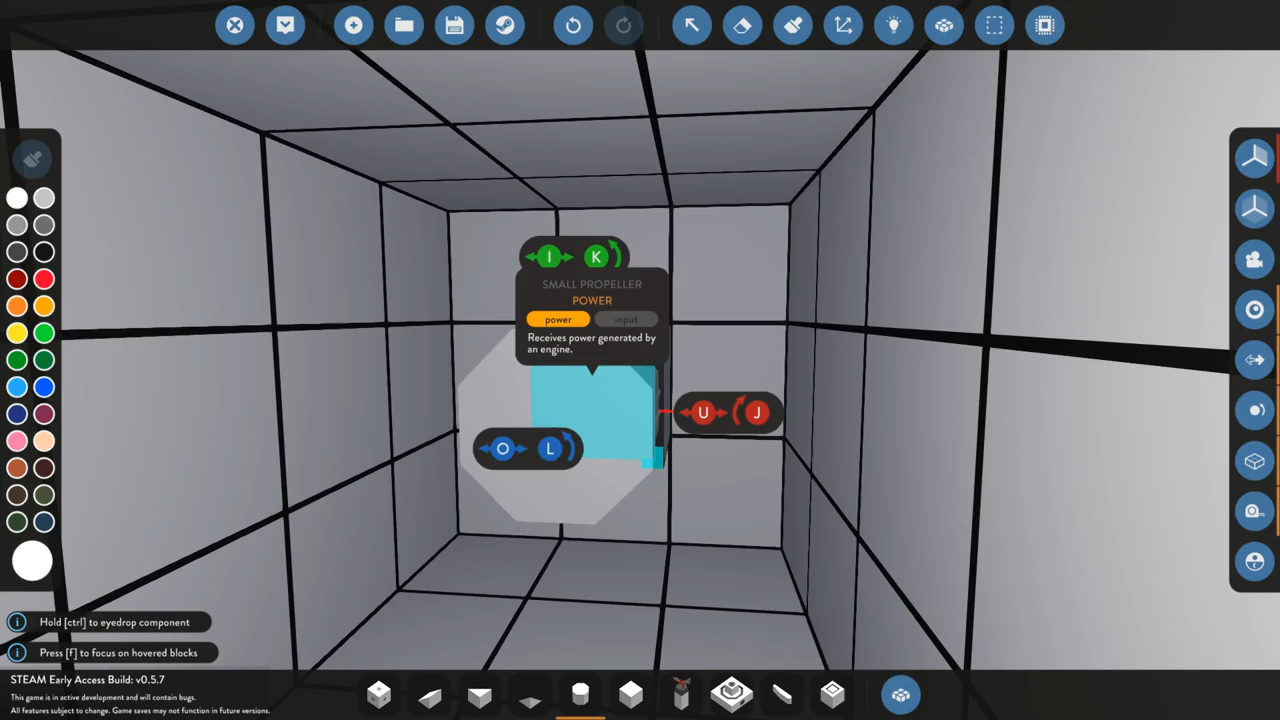 I K
SMALL PROPELLER
POWER
power input
Receives power generated by
an engine.
U J
O L
Hold [ctrl] to eyedrop component
Press [f] to focus on hovered blocks
STEAM Early Access Build: v0.5.7
This game is in active development and will contain bugs.
All features subject to change. Game saves may not function in future versions.